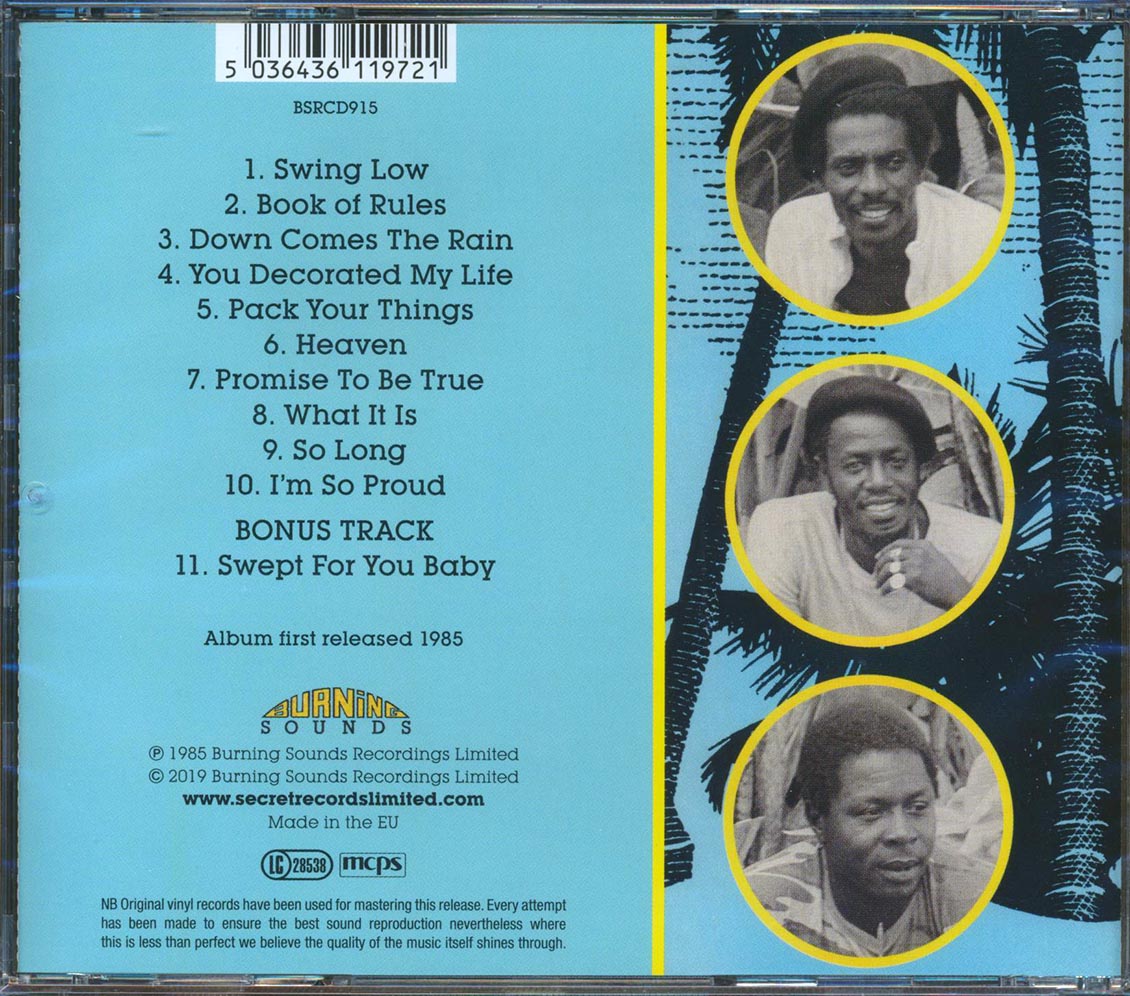 5 036436 119721
BSRCD915
1. Swing Low
2. Book of Rules
3. Down Comes The Rain
4. You Decorated My Life
5. Pack Your Things
6. Heaven
7. Promise To Be True
8. What It Is
9. So Long
10. I'm So Proud
BONUS TRACK
11. Swept For You Baby
Album first released 1985
BURNING
SOUNDS
℗ 1985 Burning Sounds Recordings Limited
© 2019 Burning Sounds Recordings Limited
www.secretrecordslimited.com
Made in the EU
LC 28538 mcps
NB Original vinyl records have been used for mastering this release. Every attempt
has been made to ensure the best sound reproduction nevertheless where
this is less than perfect we believe the quality of the music itself shines through.